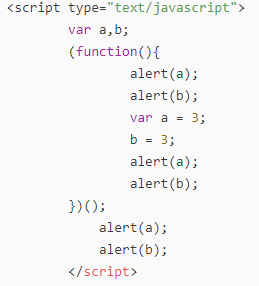 <script type="text/javascript">
        var a,b;
        (function(){
                alert(a);
                alert(b);
                var a = 3;
                b = 3;
                alert(a);
                alert(b);
        })();
            alert(a);
            alert(b);
        </script>